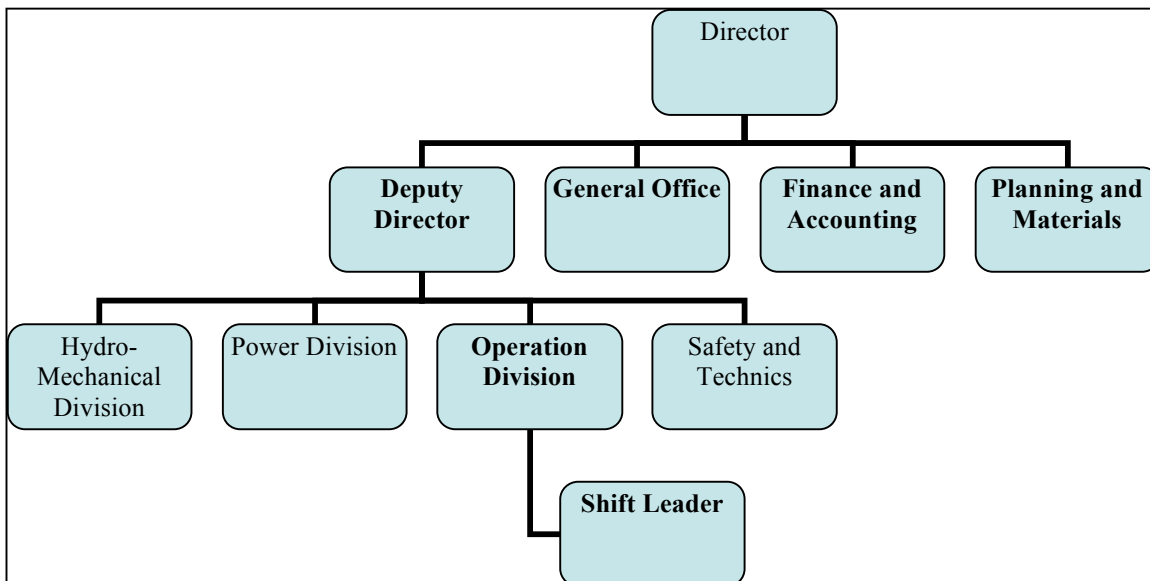 Director
Deputy
Director
General Office
Finance and
Accounting
Planning and
Materials
Hydro-
Mechanical
Division
Power Division
Operation
Division
Safety and
Technics
Shift Leader